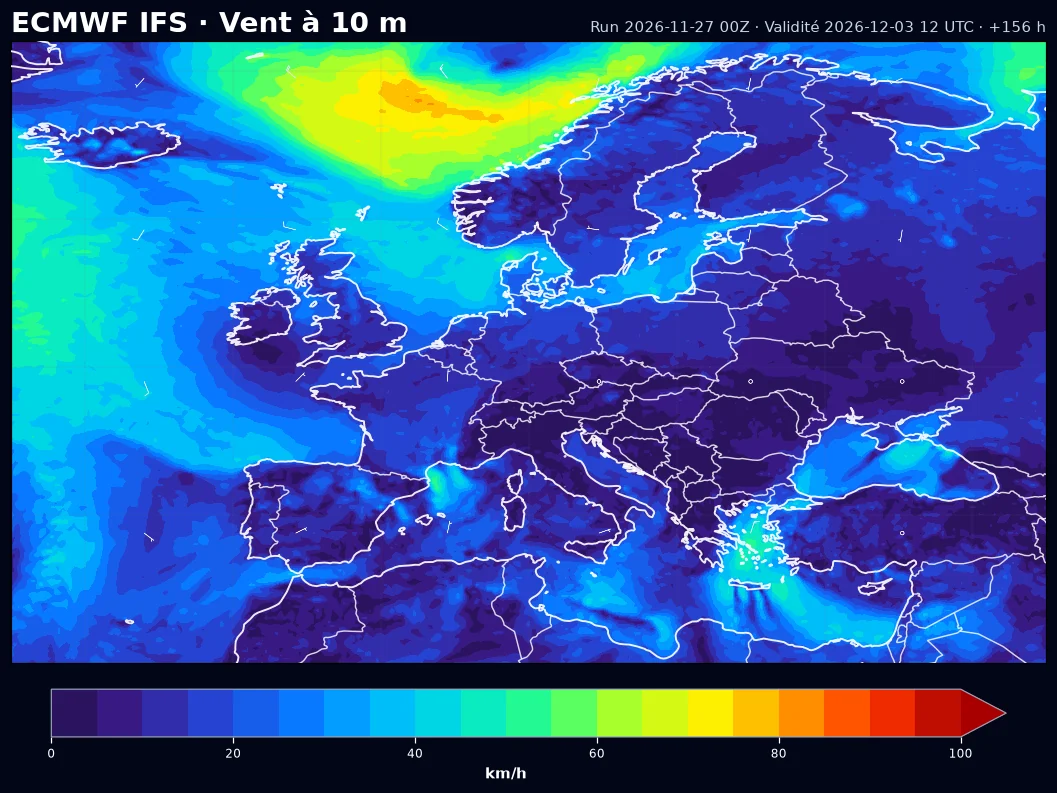 ECMWF IFS · Vent à 10 m
Run 2026-11-27 00Z · Validité 2026-12-03 12 UTC · +156 h
0 20 40 60 80 100
km/h